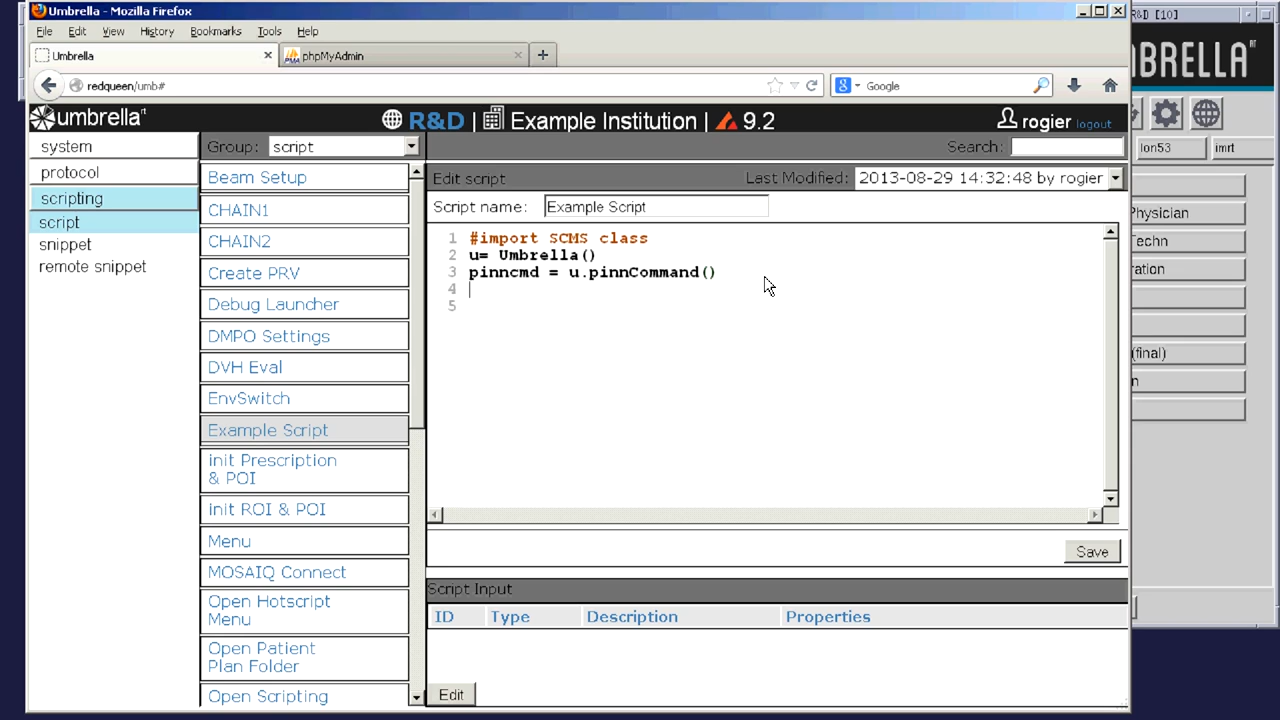 Umbrella - Mozilla Firefox
R&D [10]
File Edit View History Bookmarks Tools Help
Umbrella
phpMyAdmin
redqueen/umb#
Google
BRELLA
umbrella
R&D | Example Institution | 9.2
rogier logout
system
protocol
scripting
script
snippet
remote snippet
Group: script
Search:
Beam Setup
CHAIN1
CHAIN2
Create PRV
Debug Launcher
DMPO Settings
DVH Eval
EnvSwitch
Example Script
init Prescription
& POI
init ROI & POI
Menu
MOSAIQ Connect
Open Hotscript
Menu
Open Patient
Plan Folder
Open Scripting
Edit script
Last Modified: 2013-08-29 14:32:48 by rogier
Script name: Example Script
1 #import SCMS class
2 u= Umbrella()
3 pinncmd = u.pinnCommand()
4
5
Save
Script Input
ID Type Description Properties
Edit
lon53
imrt
Physician
Techn
ration
(final)
n